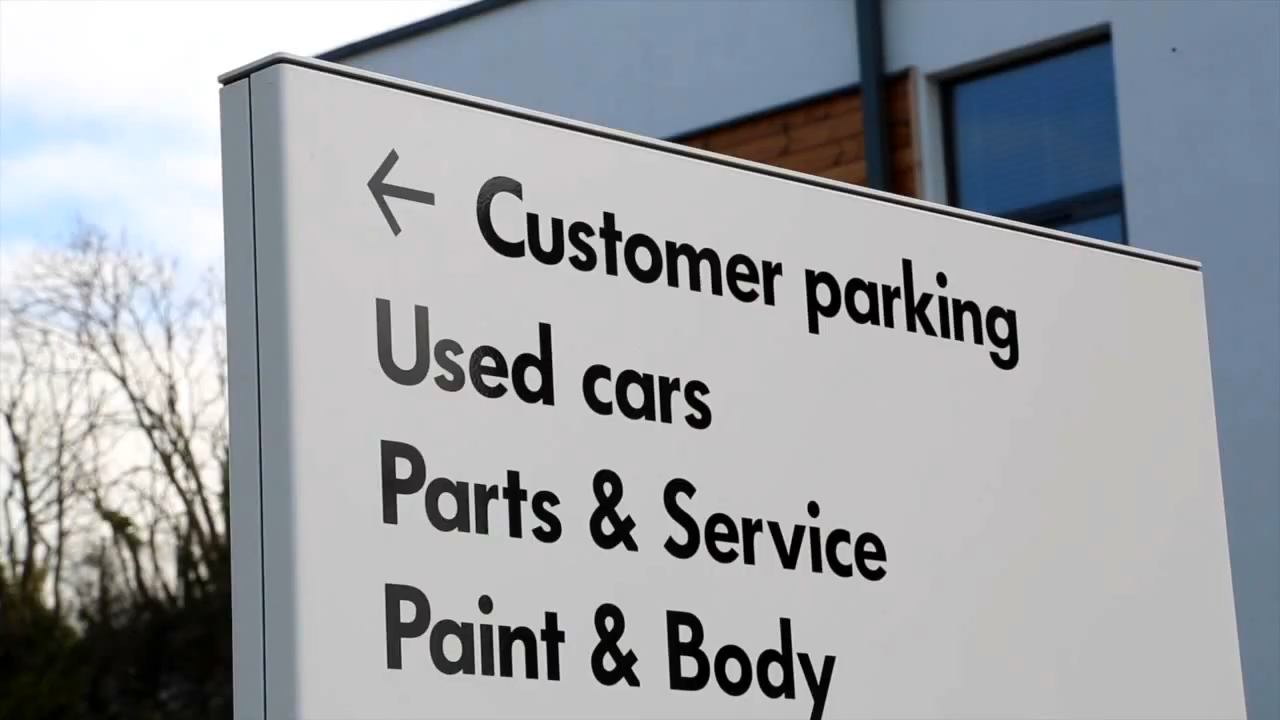 ← Customer parking
Used cars
Parts & Service
Paint & Body